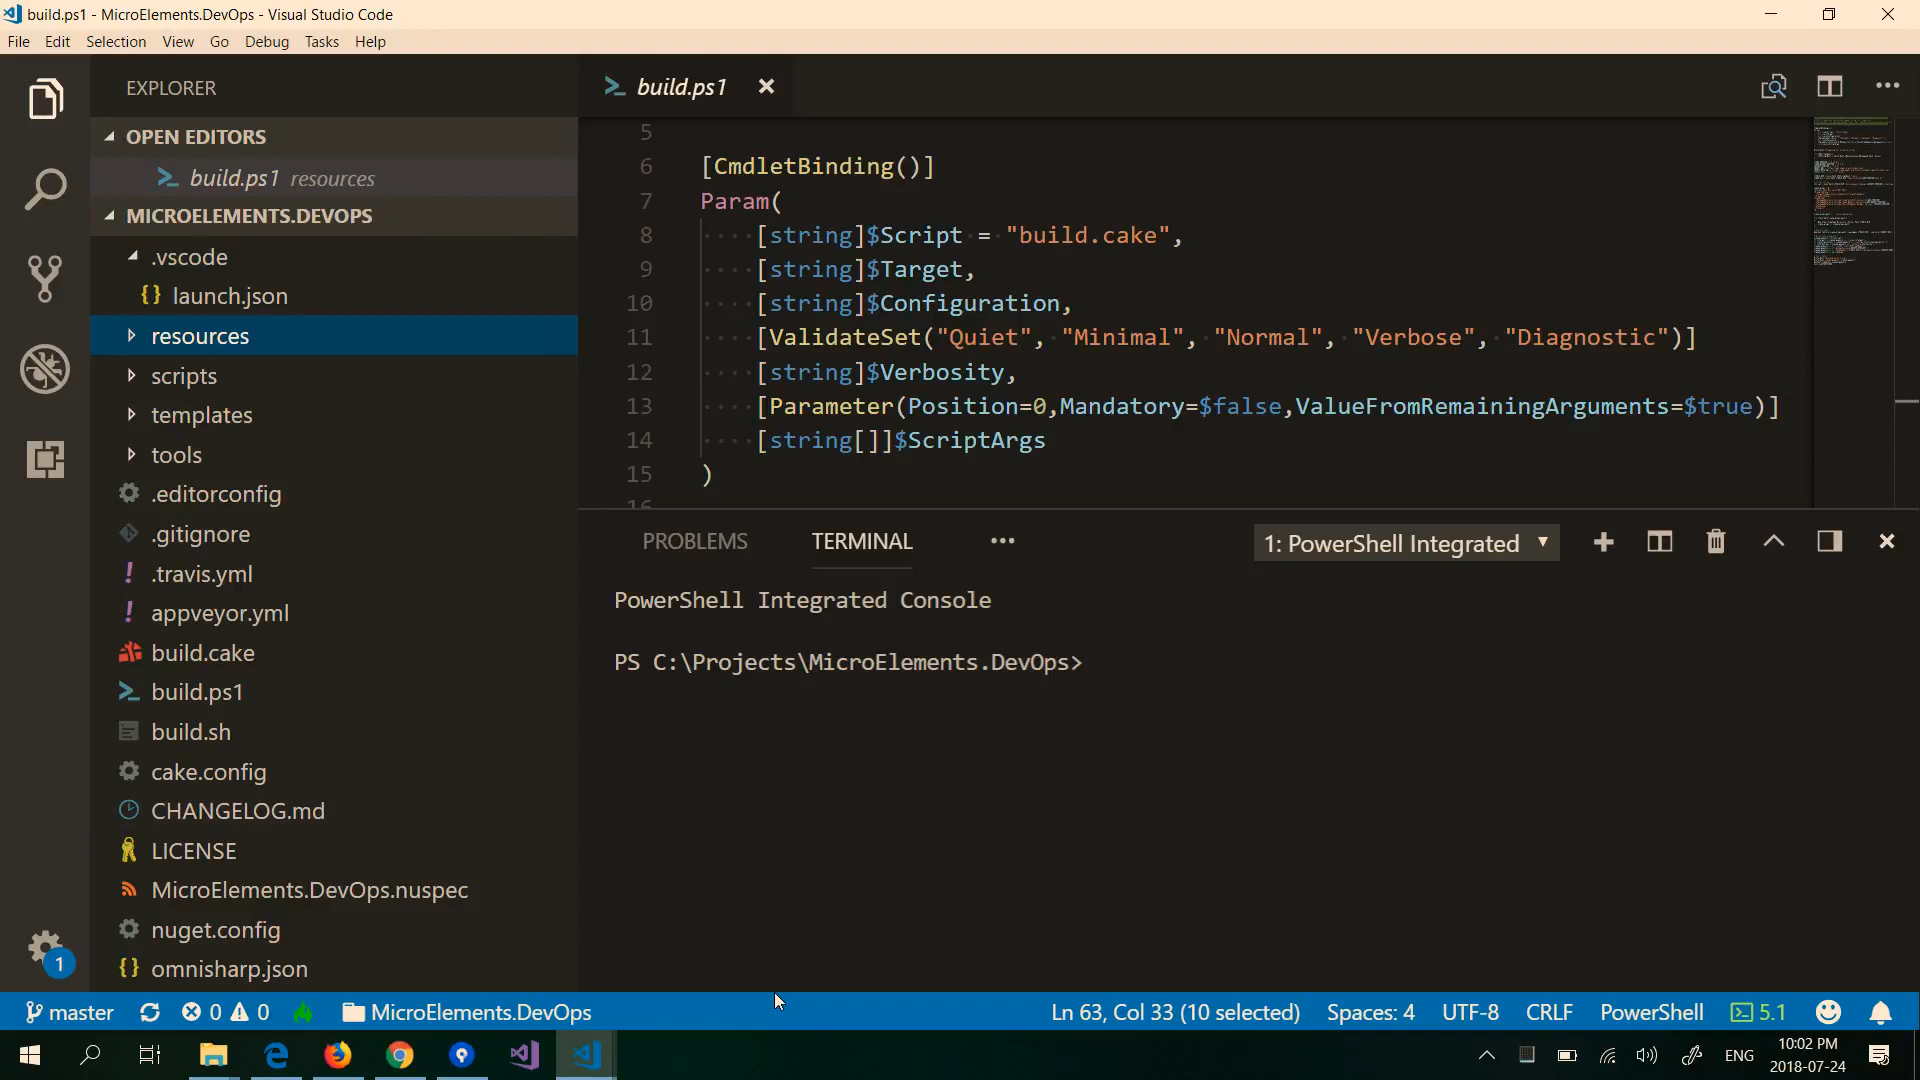 build.ps1 - MicroElements.DevOps - Visual Studio Code
File Edit Selection View Go Debug Tasks Help
EXPLORER
OPEN EDITORS
build.ps1 resources
MICROELEMENTS.DEVOPS
.vscode
launch.json
resources
scripts
templates
tools
.editorconfig
.gitignore
.travis.yml
appveyor.yml
build.cake
build.ps1
build.sh
cake.config
CHANGELOG.md
LICENSE
MicroElements.DevOps.nuspec
nuget.config
omnisharp.json
1
build.ps1
5
6 [CmdletBinding()]
7 Param(
8 [string]$Script = "build.cake",
9 [string]$Target,
10 [string]$Configuration,
11 [ValidateSet("Quiet", "Minimal", "Normal", "Verbose", "Diagnostic")]
12 [string]$Verbosity,
13 [Parameter(Position=0,Mandatory=$false,ValueFromRemainingArguments=$true)]
14 [string[]]$ScriptArgs
15 )
16
PROBLEMS TERMINAL 1: PowerShell Integrated
PowerShell Integrated Console
PS C:\Projects\MicroElements.DevOps>
master 0 0 MicroElements.DevOps Ln 63, Col 33 (10 selected) Spaces: 4 UTF-8 CRLF PowerShell 5.1
ENG 10:02 PM
2018-07-24